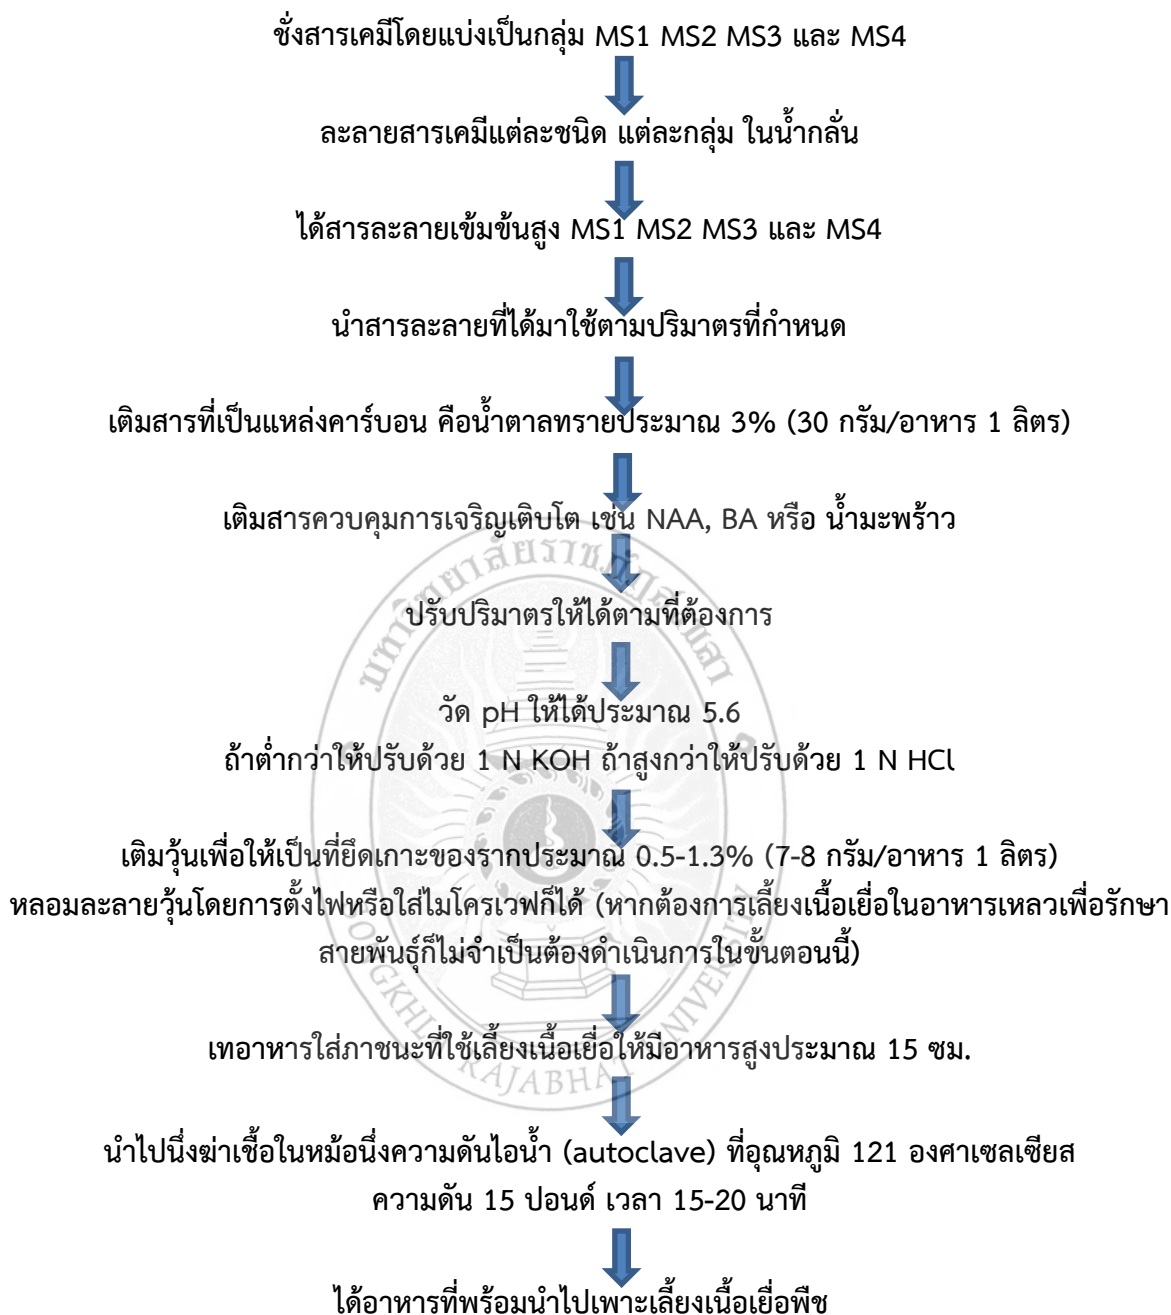 ชั่งสารเคมีโดยแบ่งเป็นกลุ่ม MS1 MS2 MS3 และ MS4
ละลายสารเคมีแต่ละชนิด แต่ละกลุ่ม ในน้ำกลั่น
ได้สารละลายเข้มข้นสูง MS1 MS2 MS3 และ MS4
นำสารละลายที่ได้มาใช้ตามปริมาตรที่กำหนด
เติมสารที่เป็นแหล่งคาร์บอน คือน้ำตาลทรายประมาณ 3% (30 กรัม/อาหาร 1 ลิตร)
เติมสารควบคุมการเจริญเติบโต เช่น NAA, BA หรือ น้ำมะพร้าว
ปรับปริมาตรให้ได้ตามที่ต้องการ
วัด pH ให้ได้ประมาณ 5.6
ถ้าต่ำกว่าให้ปรับด้วย 1 N KOH ถ้าสูงกว่าให้ปรับด้วย 1 N HCl
เติมวุ้นเพื่อให้เป็นที่ยึดเกาะของรากประมาณ 0.5-1.3% (7-8 กรัม/อาหาร 1 ลิตร)
หลอมละลายวุ้นโดยการตั้งไฟหรือใส่ไมโครเวฟก็ได้ (หากต้องการเลี้ยงเนื้อเยื่อในอาหารเหลวเพื่อรักษา
สายพันธุ์ก็ไม่จำเป็นต้องดำเนินการในขั้นตอนนี้)
เทอาหารใส่ภาชนะที่ใช้เลี้ยงเนื้อเยื่อให้มีอาหารสูงประมาณ 15 ซม.
นำไปนึ่งฆ่าเชื้อในหม้อนึ่งความดันไอน้ำ (autoclave) ที่อุณหภูมิ 121 องศาเซลเซียส
ความดัน 15 ปอนด์ เวลา 15-20 นาที
ได้อาหารที่พร้อมนำไปเพาะเลี้ยงเนื้อเยื่อพืช
มหาวิทยาลัยราชภัฏสงขลา
SONGKHLA RAJABHAT UNIVERSITY